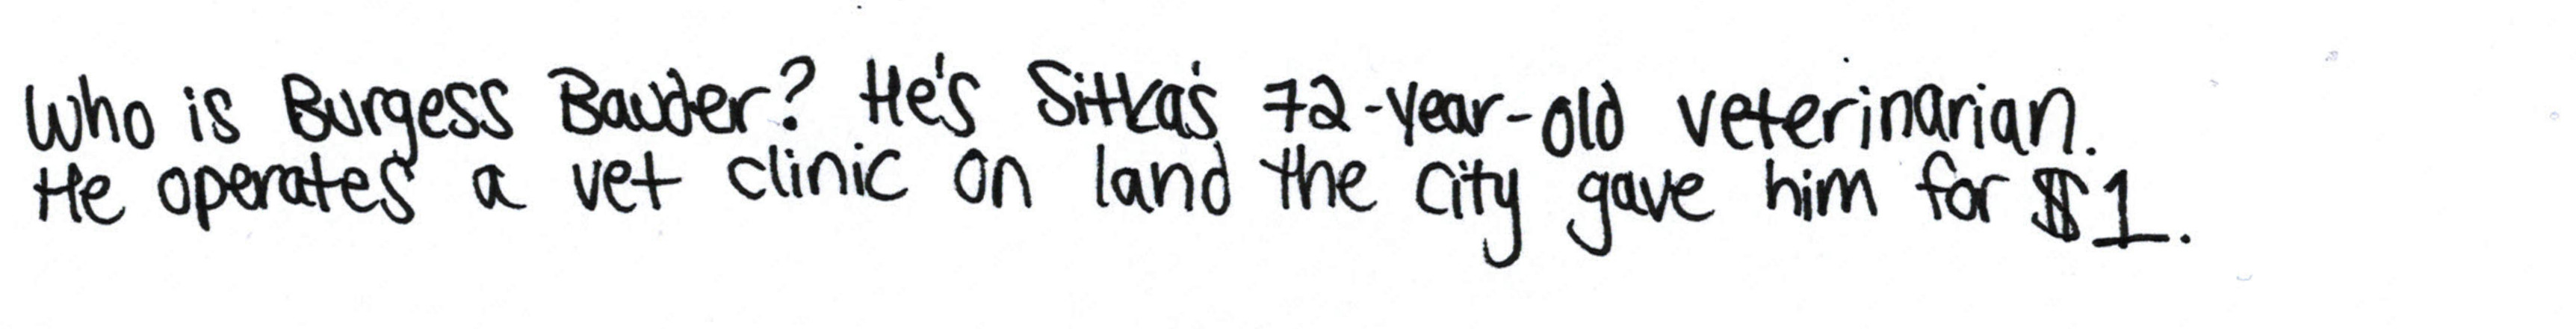 Who is Burgess Bauder? He's Sitka's 72-year-old veterinarian.
He operates a vet clinic on land the city gave him for $1.